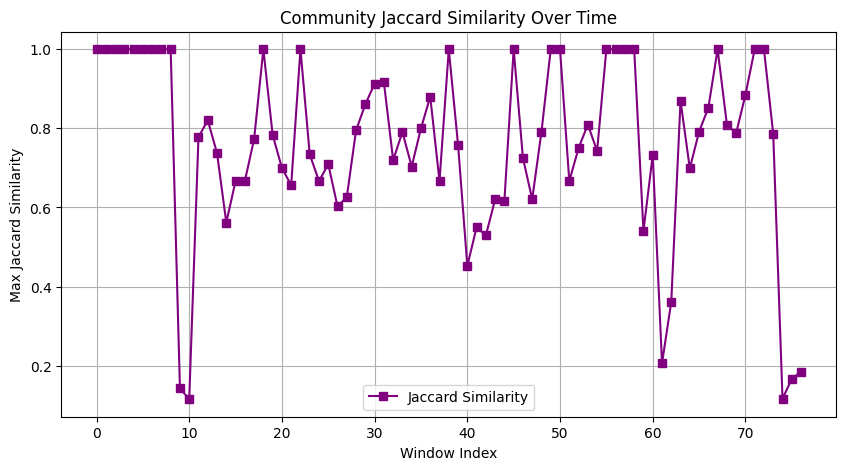 Community Jaccard Similarity Over Time
Max Jaccard Similarity
1.0
0.8
0.6
0.4
0.2
0 10 20 30 40 50 60 70
Window Index
Jaccard Similarity